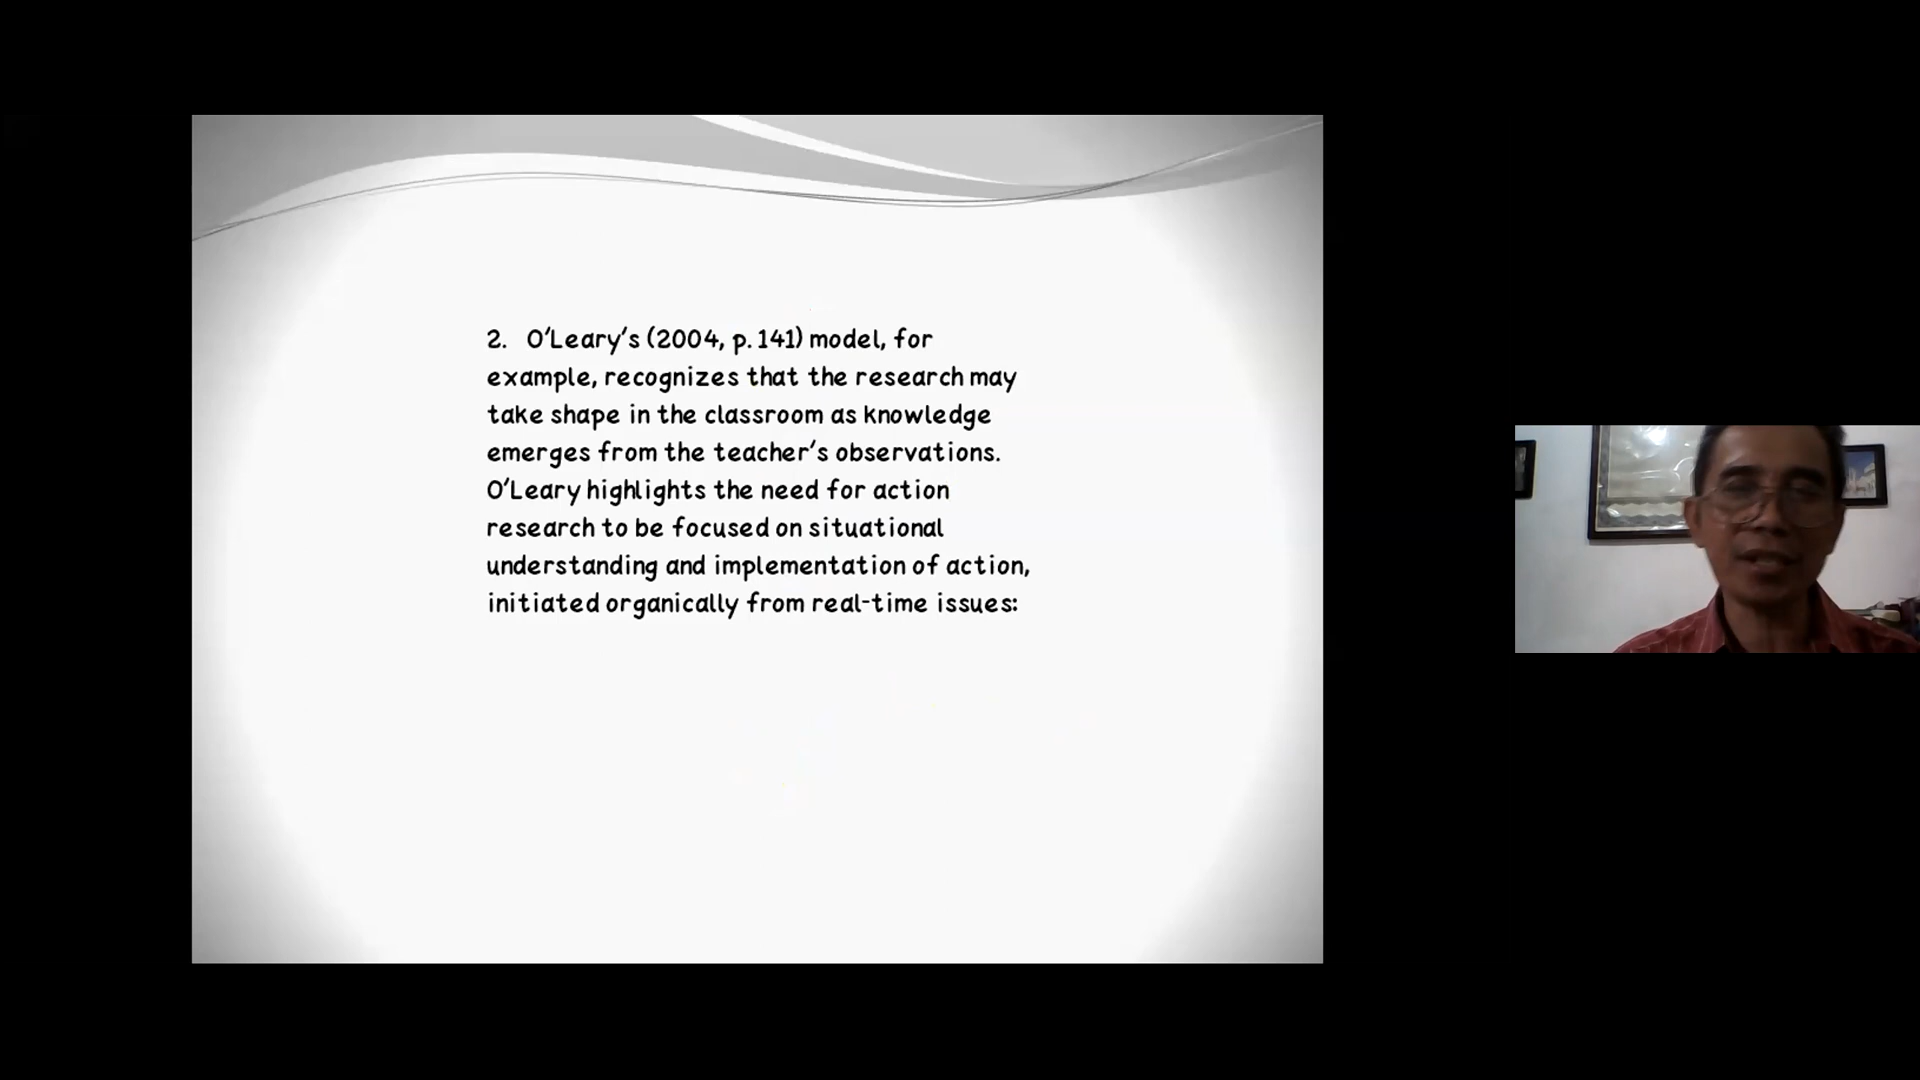 2. O'Leary's (2004, p. 141) model, for
example, recognizes that the research may
take shape in the classroom as knowledge
emerges from the teacher's observations.
O'Leary highlights the need for action
research to be focused on situational
understanding and implementation of action,
initiated organically from real-time issues: